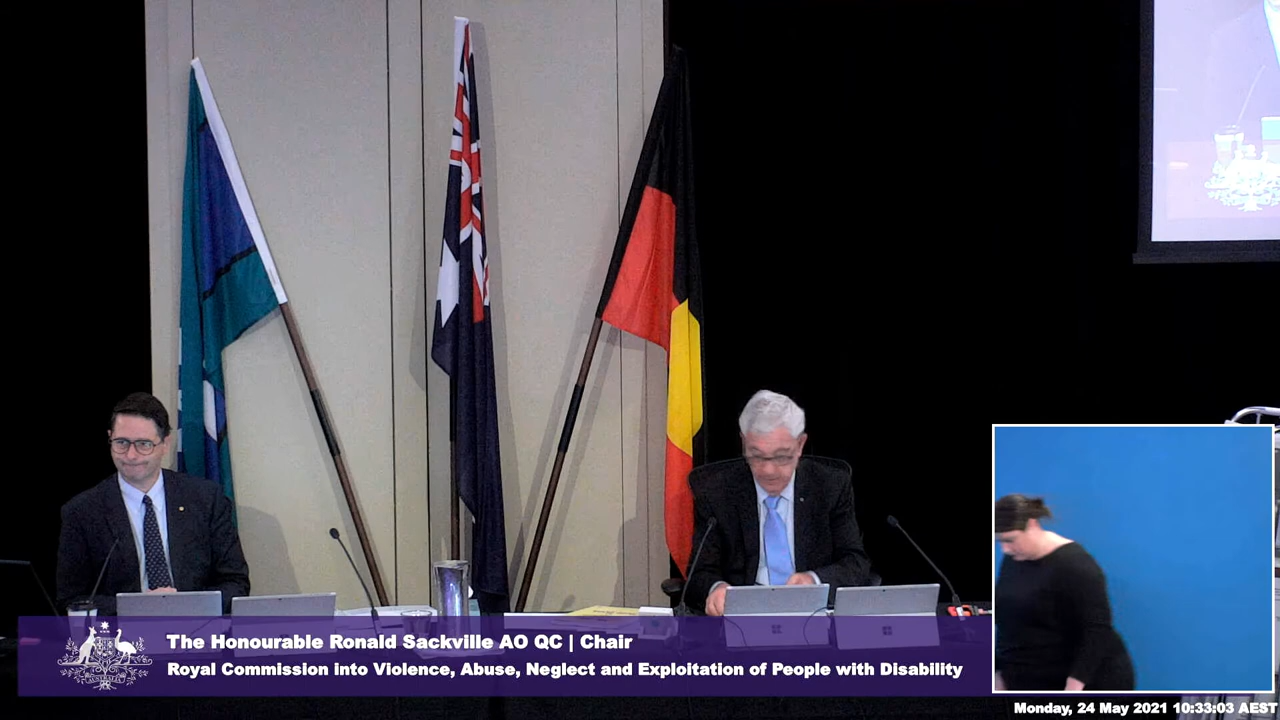 The Honourable Ronald Sackville AO QC | Chair
Royal Commission into Violence, Abuse, Neglect and Exploitation of People with Disability
Monday, 24 May 2021 10:33:03 AEST